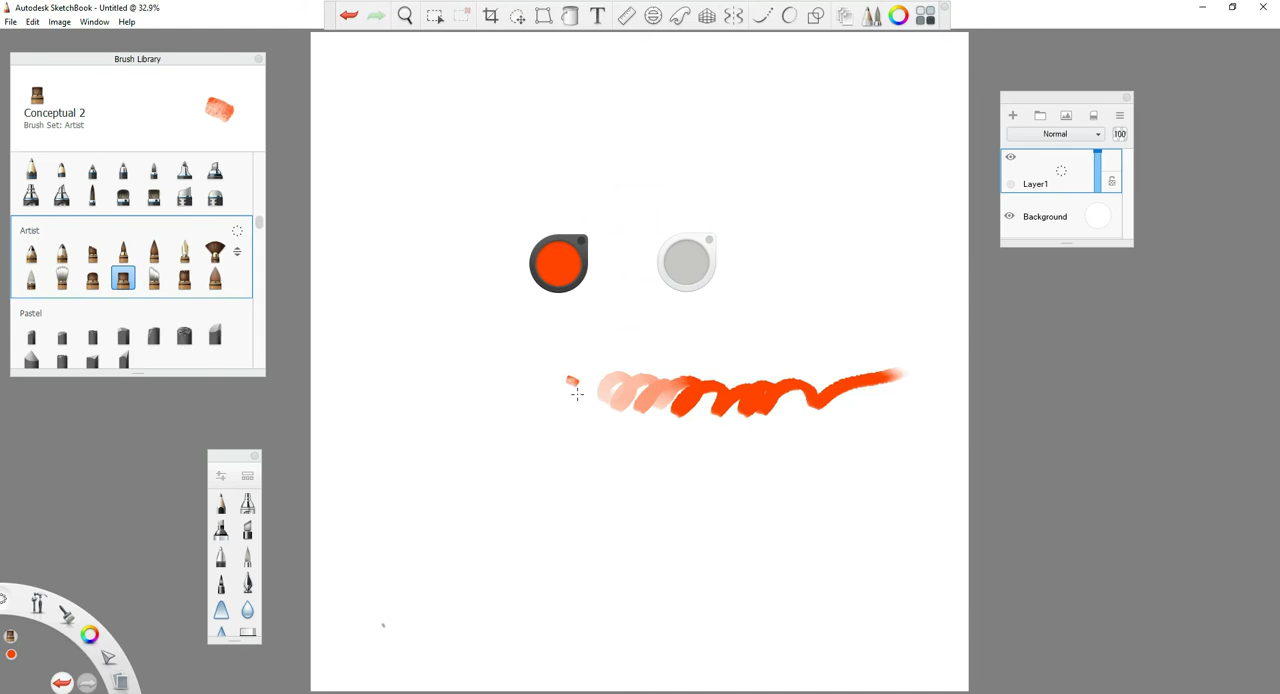 Autodesk SketchBook - Untitled @ 32.9%
File Edit Image Window Help
T
Brush Library
Conceptual 2
Brush Set: Artist
Artist
Pastel
Normal
100
Layer1
Background